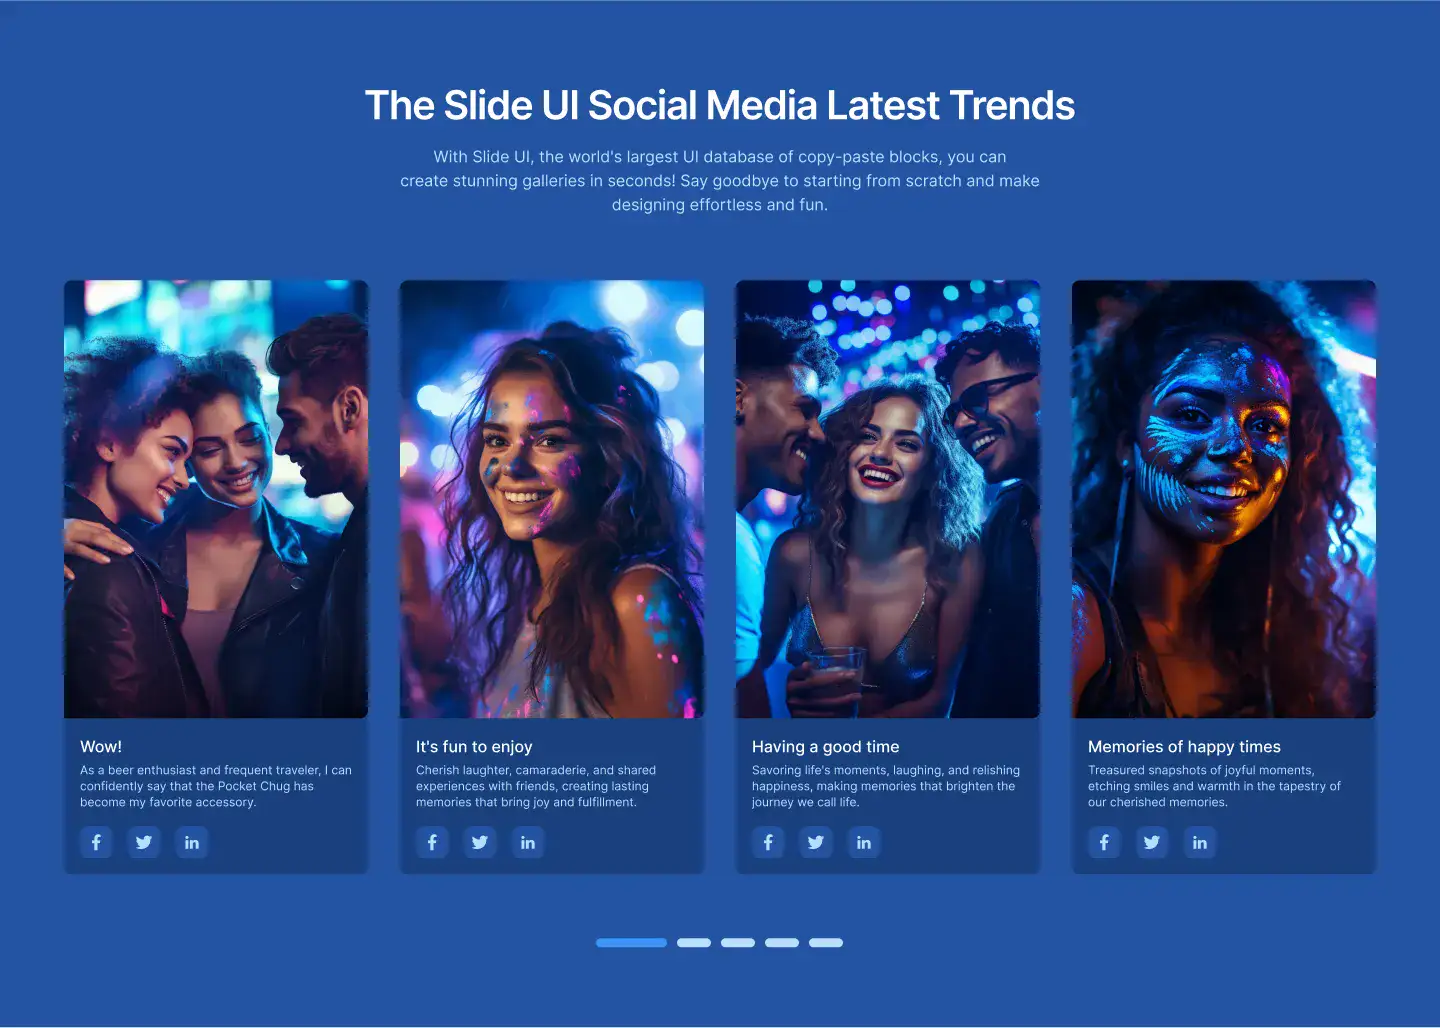 The Slide UI Social Media Latest Trends
With Slide UI, the world's largest UI database of copy-paste blocks, you can
create stunning galleries in seconds! Say goodbye to starting from scratch and make
designing effortless and fun.
Wow!
As a beer enthusiast and frequent traveler, I can
confidently say that the Pocket Chug has
become my favorite accessory.
It's fun to enjoy
Cherish laughter, camaraderie, and shared
experiences with friends, creating lasting
memories that bring joy and fulfillment.
Having a good time
Savoring life's moments, laughing, and relishing
happiness, making memories that brighten the
journey we call life.
Memories of happy times
Treasured snapshots of joyful moments,
etching smiles and warmth in the tapestry of
our cherished memories.